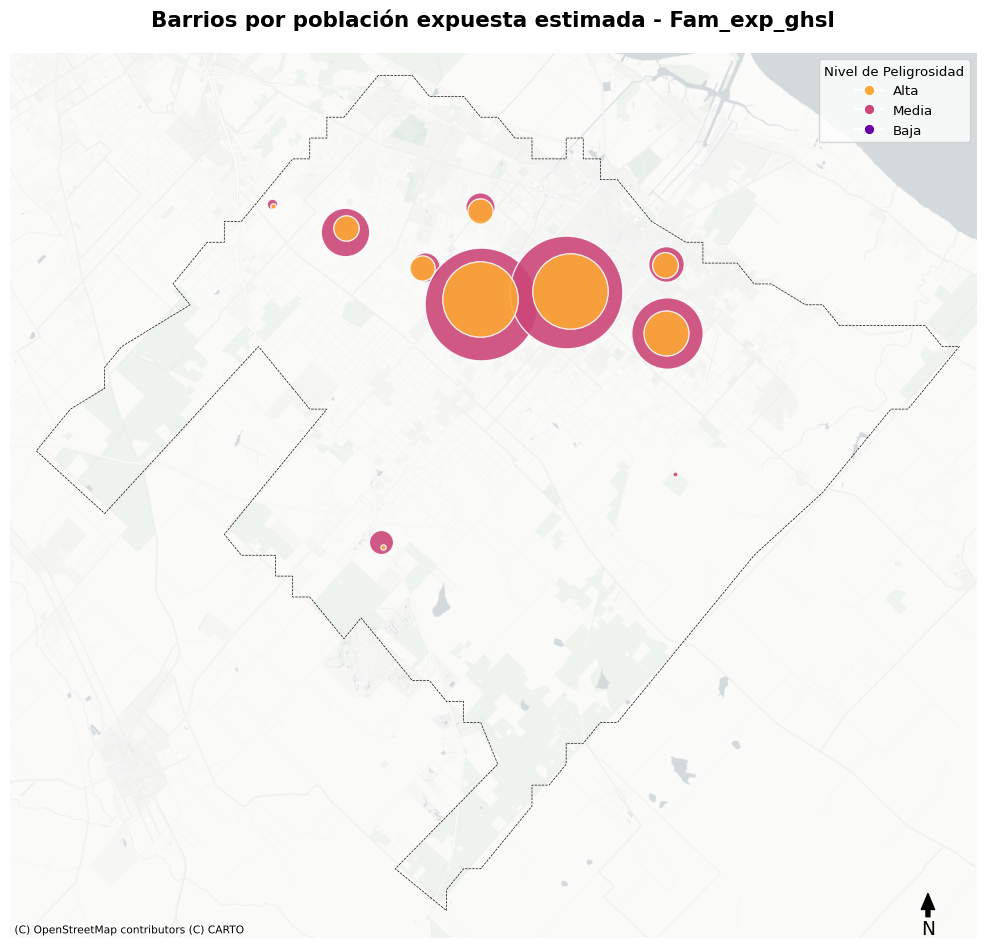 Barrios por población expuesta estimada - Fam_exp_ghsl
Nivel de Peligrosidad
Alta
Media
Baja
(C) OpenStreetMap contributors (C) CARTO
N